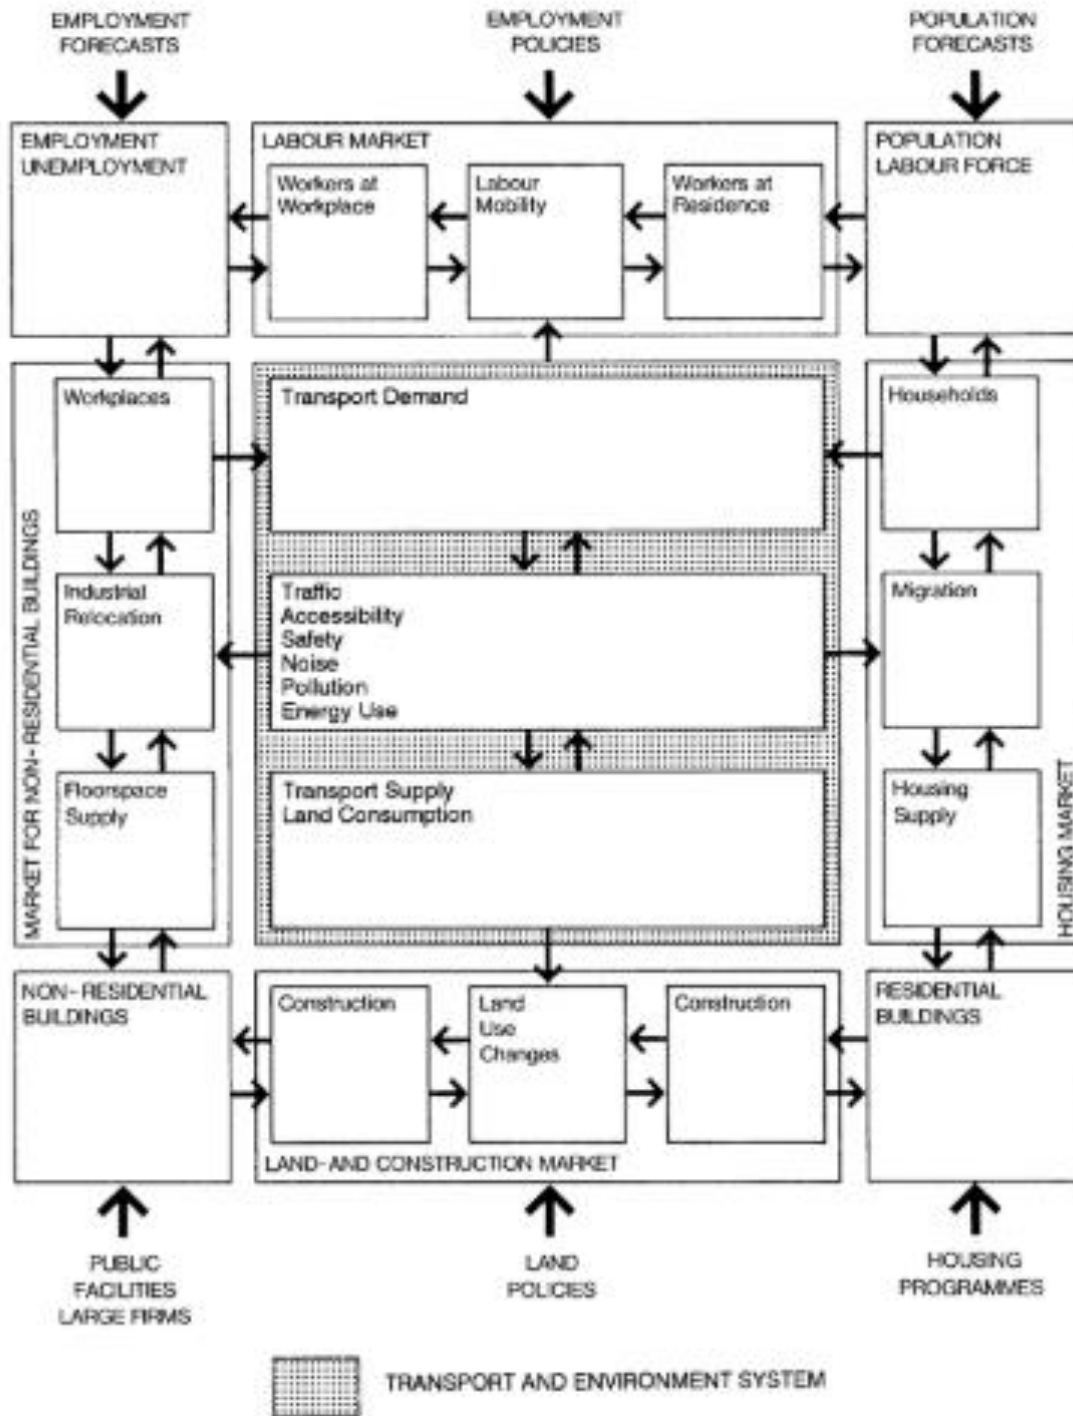 EMPLOYMENT
FORECASTS
EMPLOYMENT
POLICIES
POPULATION
FORECASTS
EMPLOYMENT
UNEMPLOYMENT
LABOUR MARKET
Workers at
Workplace
Labour
Mobility
Workers at
Residence
POPULATION
LABOUR FORCE
MARKET FOR NON-RESIDENTIAL BUILDINGS
Workplaces
Transport Demand
Households
Industrial
Relocation
Traffic
Accessibility
Safety
Noise
Pollution
Energy Use
Migration
Floorspace
Supply
Transport Supply
Land Consumption
Housing
Supply
HOUSING MARKET
NON-RESIDENTIAL
BUILDINGS
Construction
Land
Use
Changes
Construction
RESIDENTIAL
BUILDINGS
LAND-AND CONSTRUCTION MARKET
PUBLIC
FACILITIES
LARGE FIRMS
LAND
POLICIES
HOUSING
PROGRAMMES
TRANSPORT AND ENVIRONMENT SYSTEM